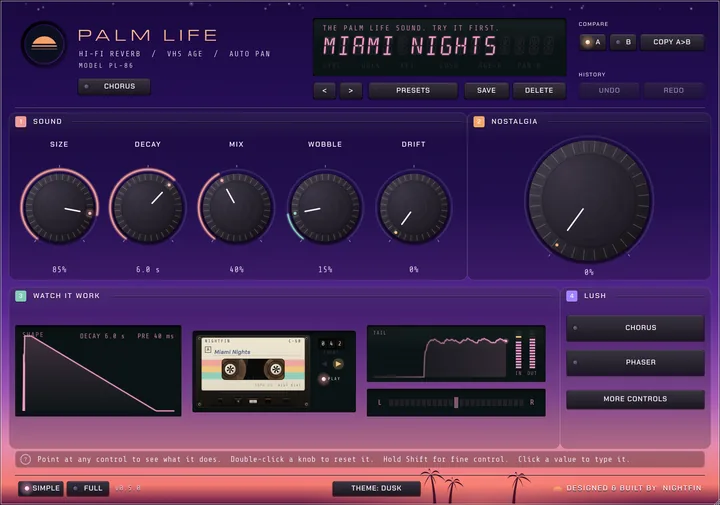 PALM LIFE
HI-FI REVERB / VHS AGE / AUTO PAN
MODEL PL-86
CHORUS
THE PALM LIFE SOUND. TRY IT FIRST.
MIAMI NIGHTS
< > PRESETS SAVE DELETE
COMPARE
A B COPY A>B
HISTORY
UNDO REDO
1 SOUND
SIZE DECAY MIX WOBBLE DRIFT
85% 6.0 s 40% 15% 0%
2 NOSTALGIA
0%
3 WATCH IT WORK
SHAPE DECAY 6.0 s PRE 40 ms
NIGHTFIN L-60
A Miami Nights
042
PLAY
TAIL
IN OUT
L R
4 LUSH
CHORUS
PHASER
MORE CONTROLS
? Point at any control to see what it does. Double-click a knob to reset it. Hold Shift for fine control. Click a value to type it.
SIMPLE FULL v0.5.0
THEME: DUSK
DESIGNED & BUILT BY NIGHTFIN